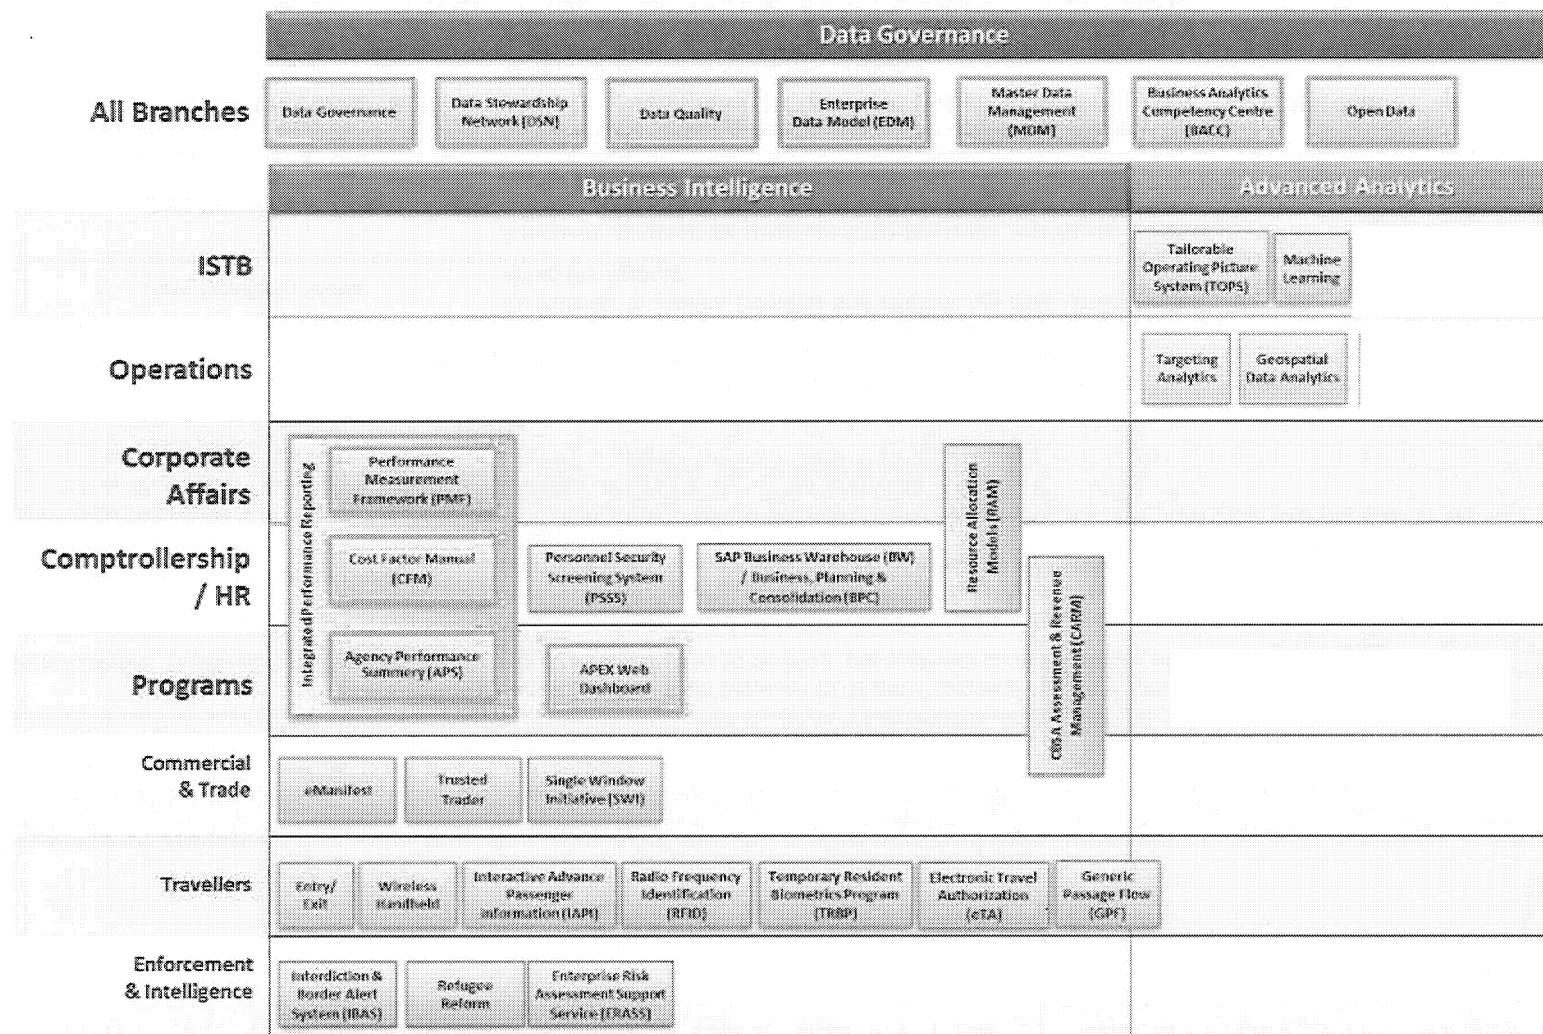 Data Governance
All Branches
Data Governance
Data Stewardship
Network (DSN)
Data Quality
Enterprise
Data Model (EDM)
Master Data
Management
(MDM)
Business Analytics
Competency Centre
(BACC)
Open Data
Business Intelligence
Advanced Analytics
ISTB
Tailorable
Operating Picture
System (TOPS)
Machine
Learning
Operations
Targeting
Analytics
Geospatial
Data Analytics
Corporate
Affairs
Integrated Performance Reporting
Performance
Measurement
Framework (PMF)
Resource Allocation
Models (RAM)
Comptrollership
/ HR
Cost Factor Manual
(CFM)
Personnel Security
Screening System
(PSSS)
SAP Business Warehouse (BW)
/ Business, Planning &
Consolidation (BPC)
CBSA Assessment & Revenue
Management (CARM)
Programs
Agency Performance
Summery (APS)
APEX Web
Dashboard
Commercial
& Trade
eManifest
Trusted
Trader
Single Window
Initiative (SWI)
Travellers
Entry/
Exit
Wireless
Handheld
Interactive Advance
Passenger
Information (IAPI)
Radio Frequency
Identification
(RFID)
Temporary Resident
Biometrics Program
(TRBP)
Electronic Travel
Authorization
(eTA)
Generic
Passage Flow
(GPF)
Enforcement
& Intelligence
Interdiction &
Border Alert
System (IBAS)
Refugee
Reform
Enterprise Risk
Assessment Support
Service (ERASS)